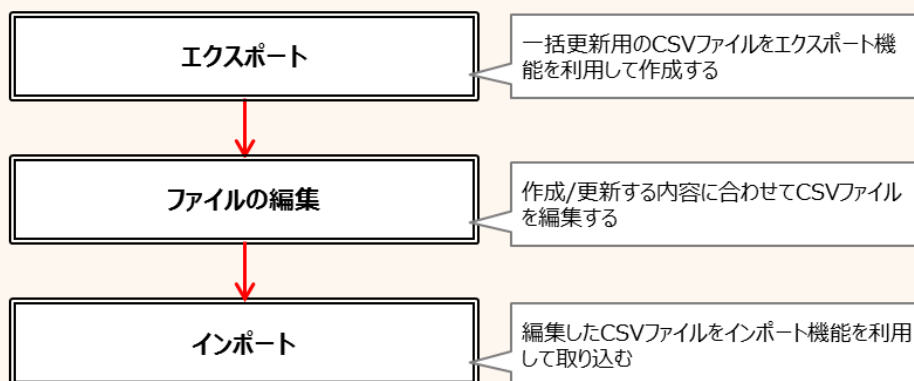 エクスポート
一括更新用のCSVファイルをエクスポート機
能を利用して作成する
ファイルの編集
作成/更新する内容に合わせてCSVファイル
を編集する
インポート
編集したCSVファイルをインポート機能を利用
して取り込む